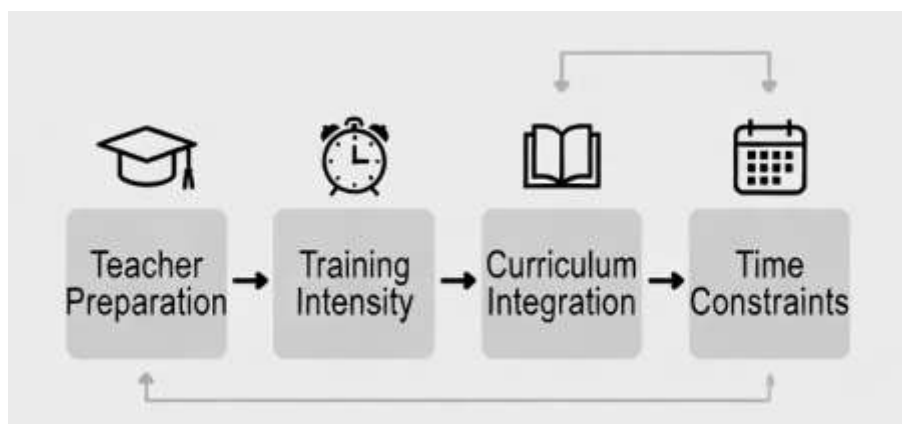 Teacher
Preparation
Training
Intensity
Curriculum
Integration
Time
Constraints